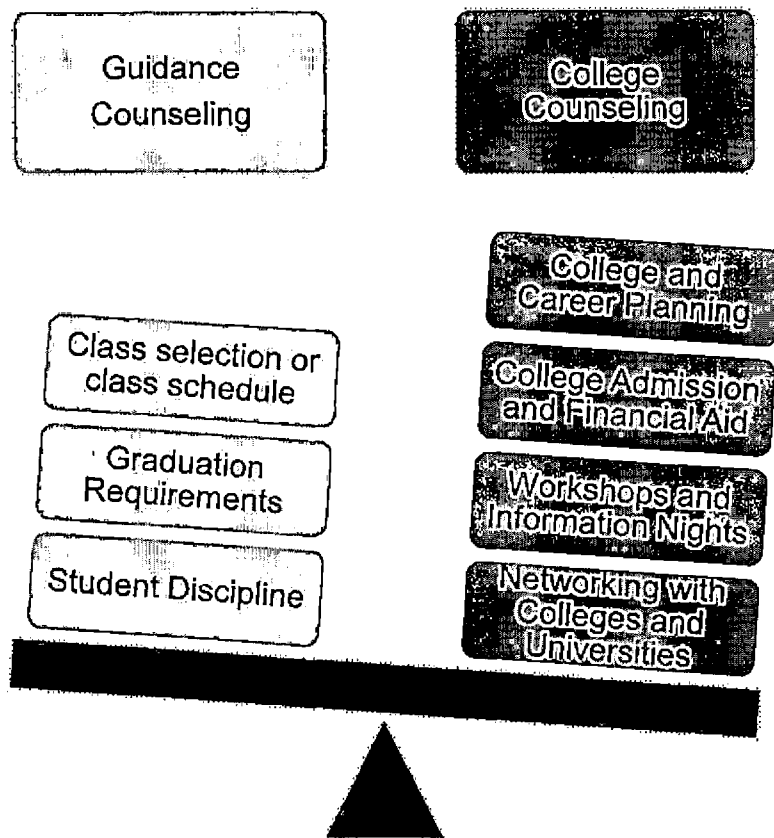 Guidance
Counseling
College
Counseling
Class selection or
class schedule
Graduation
Requirements
Student Discipline
College and
Career Planning
College Admission
and Financial Aid
Workshops and
Information Nights
Networking with
Colleges and
Universities